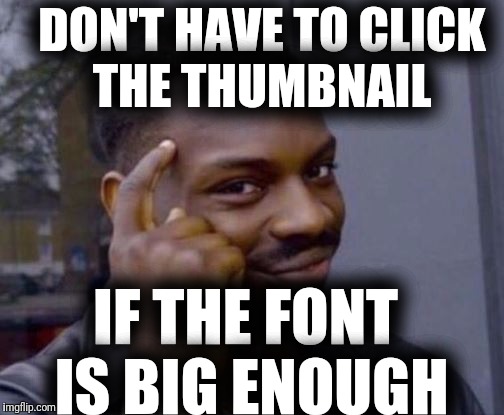 DON'T HAVE TO CLICK
THE THUMBNAIL
IF THE FONT
IS BIG ENOUGH
imgflip.com